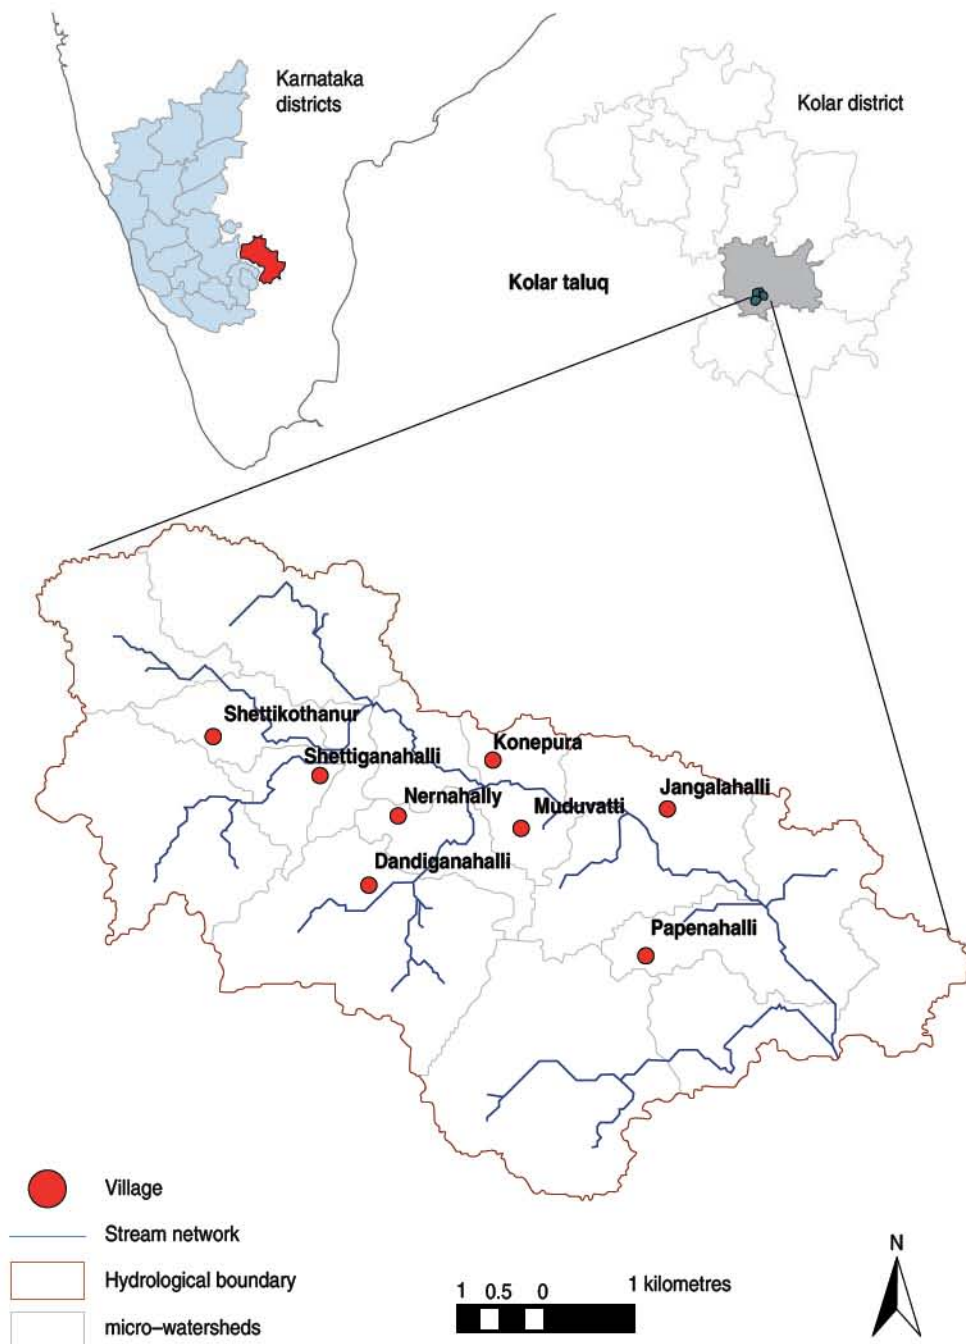 Karnataka
districts
Kolar district
Kolar taluq
Shettikothanur
Shettiganahalli
Konepura
Nernahally
Muduvatti
Jangalahalli
Dandiganahalli
Papenahalli
Village
Stream network
Hydrological boundary
micro–watersheds
1 0.5 0 1 kilometres
N